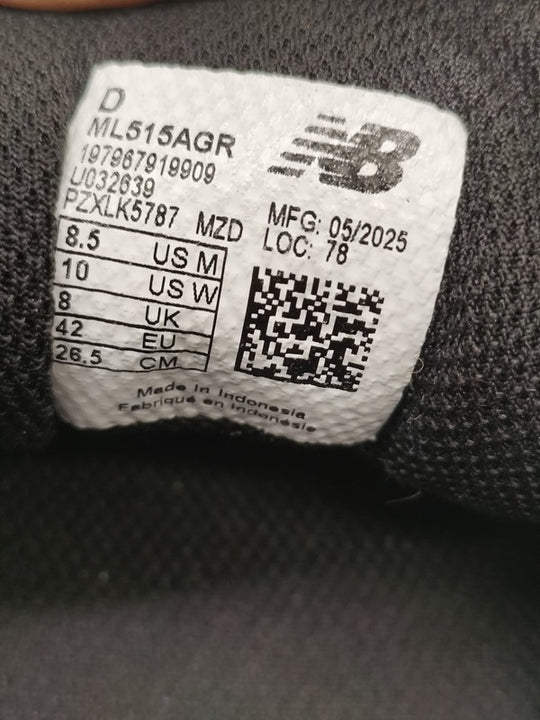 D
ML515AGR
197967919909
U032639
PZXLK5787 MZD
NB
MFG: 05/2025
LOC: 78
8.5 US M
10 US W
8 UK
42 EU
26.5 CM
Made in Indonesia
Fabriqué en Indonésie